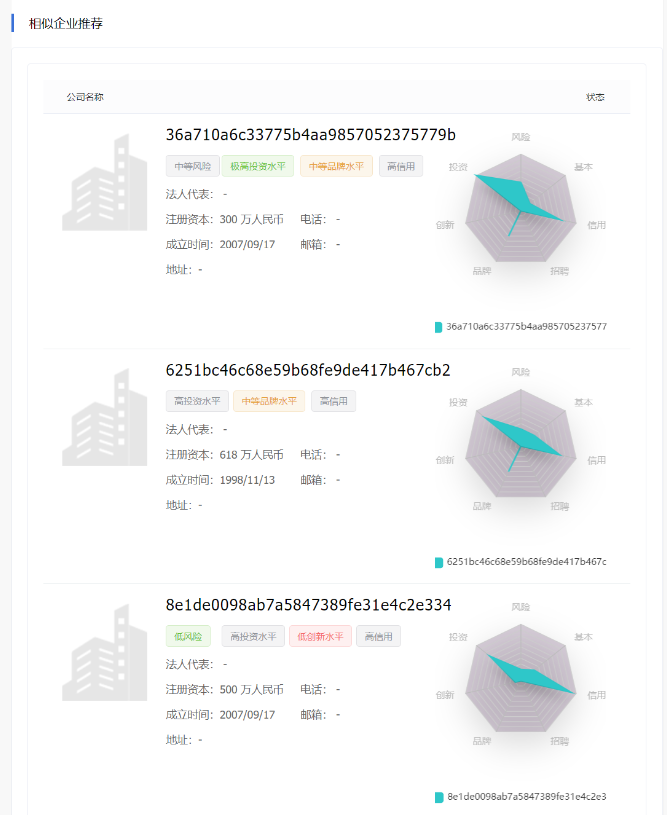 相似企业推荐
公司名称 状态
36a710a6c33775b4aa9857052375779b
中等风险 极高投资水平 中等品牌水平 高信用
法人代表： -
注册资本：300 万人民币 电话： -
成立时间：2007/09/17 邮箱： -
地址：-
风险
投资 基本
创新 信用
品牌 招聘
36a710a6c33775b4aa985705237577
6251bc46c68e59b68fe9de417b467cb2
高投资水平 中等品牌水平 高信用
法人代表： -
注册资本：618 万人民币 电话： -
成立时间：1998/11/13 邮箱： -
地址：-
风险
投资 基本
创新 信用
品牌 招聘
6251bc46c68e59b68fe9de417b467c
8e1de0098ab7a5847389fe31e4c2e334
低风险 高投资水平 低创新水平 高信用
法人代表： -
注册资本：500 万人民币 电话： -
成立时间：2007/09/17 邮箱： -
地址：-
风险
投资 基本
创新 信用
品牌 招聘
8e1de0098ab7a5847389fe31e4c2e3